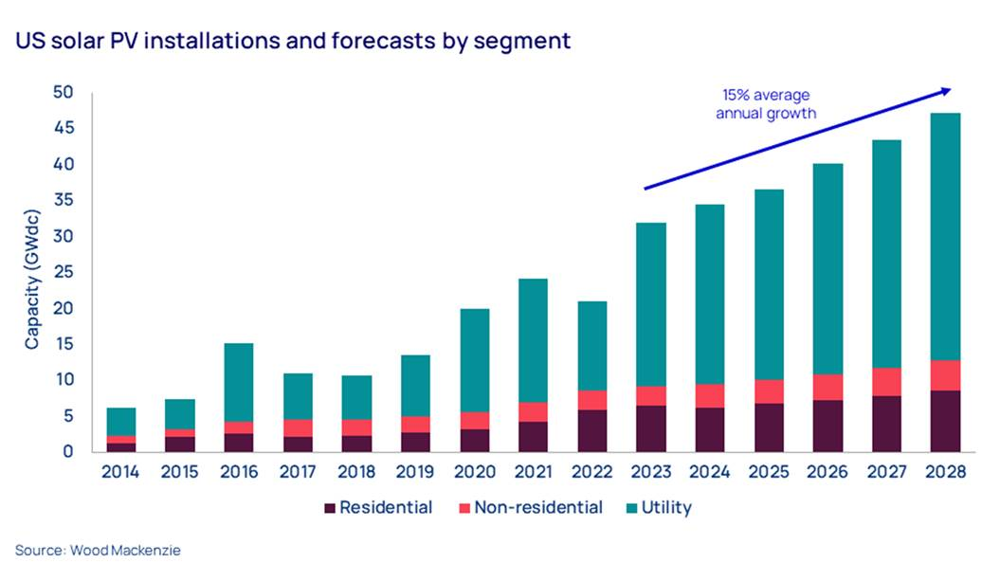 US solar PV installations and forecasts by segment
15% average
annual growth
Capacity (GWdc)
50
45
40
35
30
25
20
15
10
5
0
2014 2015 2016 2017 2018 2019 2020 2021 2022 2023 2024 2025 2026 2027 2028
Residential Non-residential Utility
Source: Wood Mackenzie